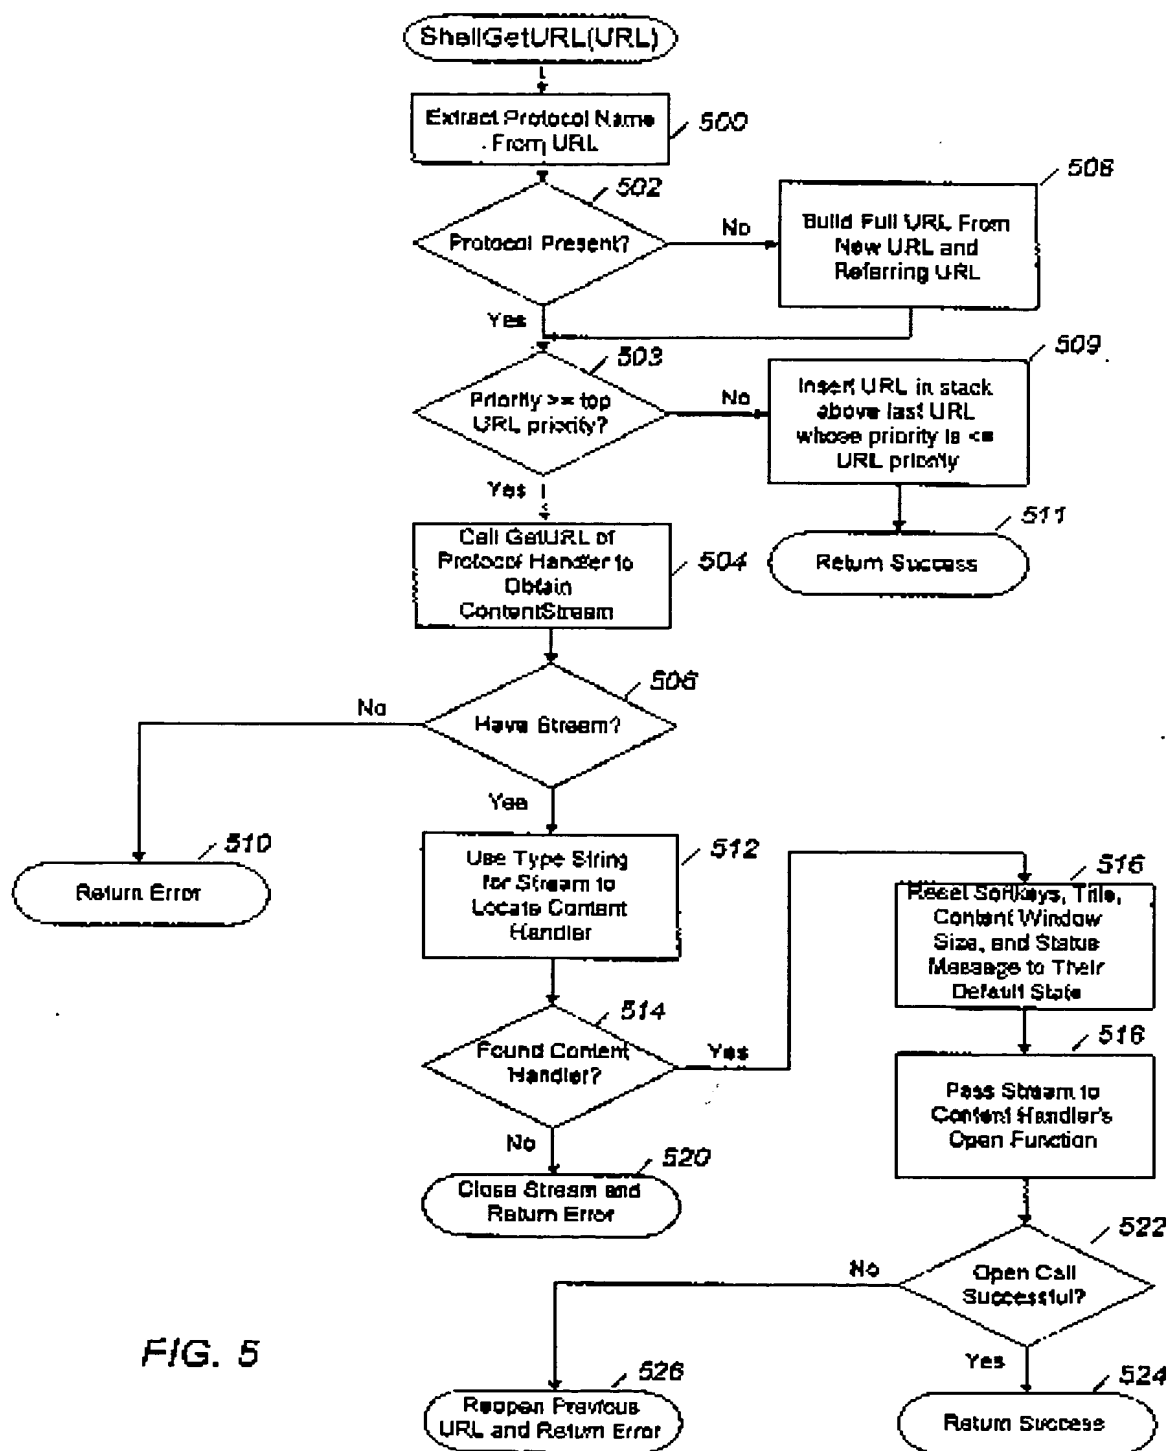 ShellGetURL(URL)
Extract Protocol Name
From URL
500
502
Protocol Present?
No
Yes
508
Build Full URL From
New URL and
Referring URL
503
Priority >= top
URL priority?
No
Yes
509
Insert URL in stack
above last URL
whose priority is <=
URL priority
511
Return Success
Call GetURL of
Protocol Handler to
Obtain
ContentStream
504
506
Have Stream?
No
Yes
510
Return Error
Use Type String
for Stream to
Locate Content
Handler
512
514
Found Content
Handler?
Yes
No
520
Close Stream and
Return Error
516
Reset Softkeys, Title,
Content Window
Size, and Status
Message to Their
Default State
516
Pass Stream to
Content Handler's
Open Function
522
Open Call
Successful?
No
Yes
526
Reopen Previous
URL and Return Error
524
Return Success
FIG. 5